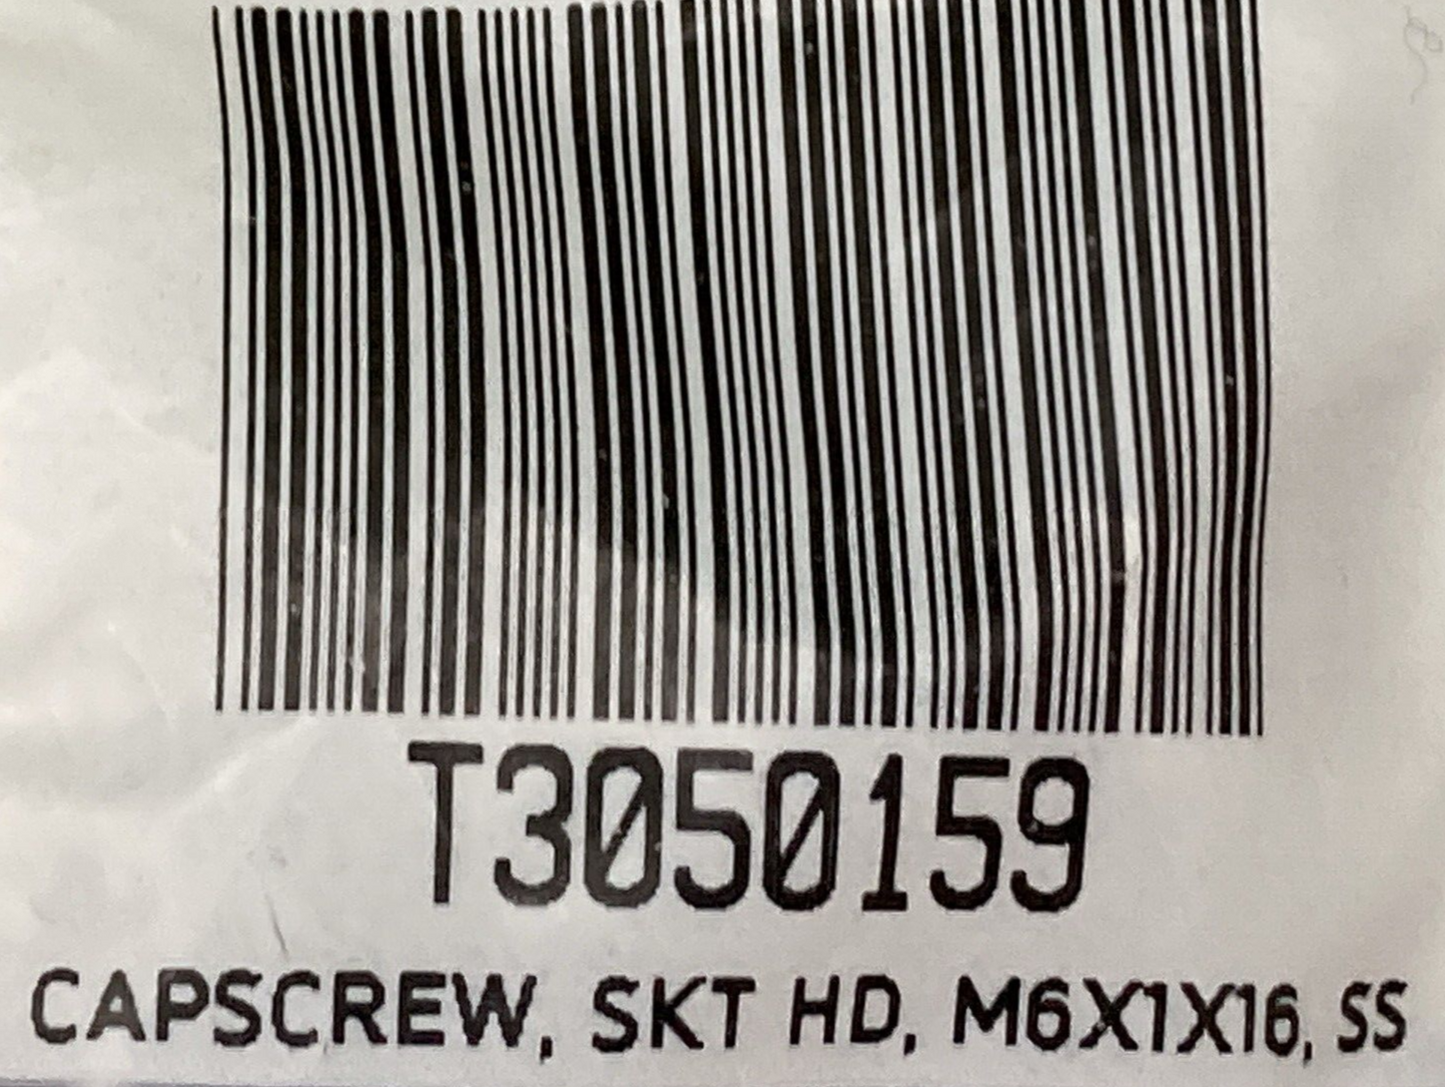 T3050159
CAPSCREW, SKT HD, M6X1X16, SS